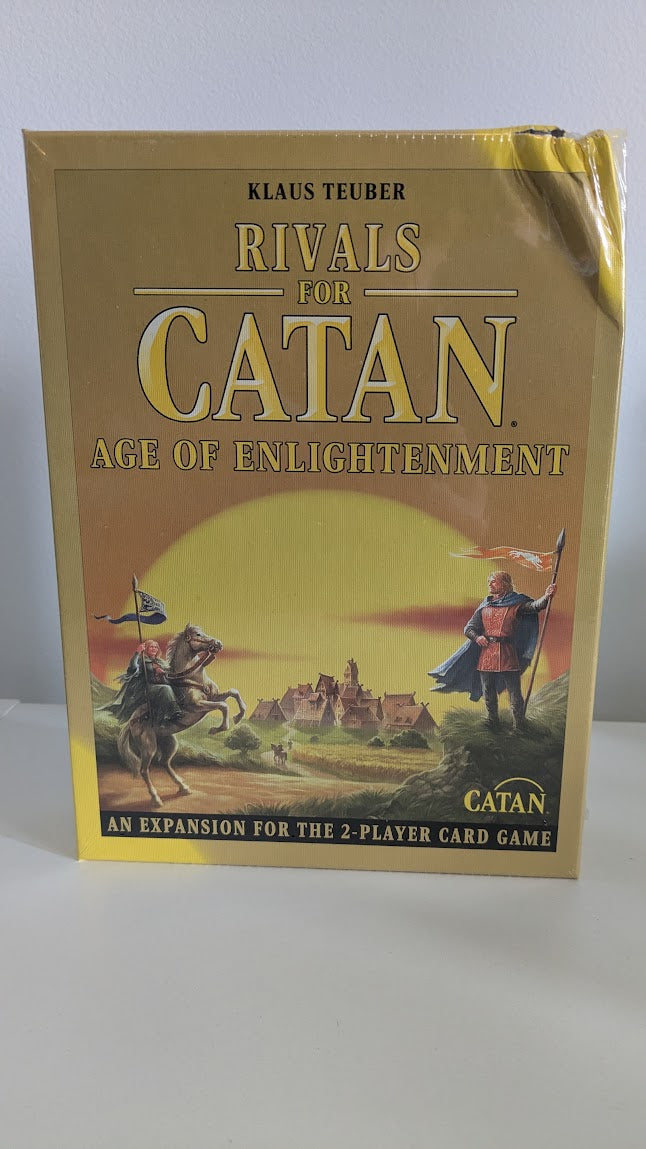 KLAUS TEUBER
RIVALS
FOR
CATAN®
AGE OF ENLIGHTENMENT
CATAN
AN EXPANSION FOR THE 2-PLAYER CARD GAME